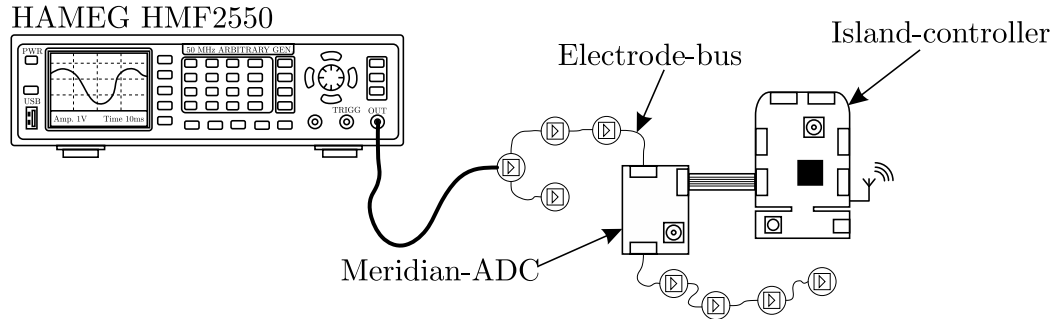 HAMEG HMF2550
PWR
50 MHz ARBITRARY GEN
USB
TRIGG
OUT
Amp. 1V
Time 10ms
Electrode-bus
Island-controller
Meridian-ADC